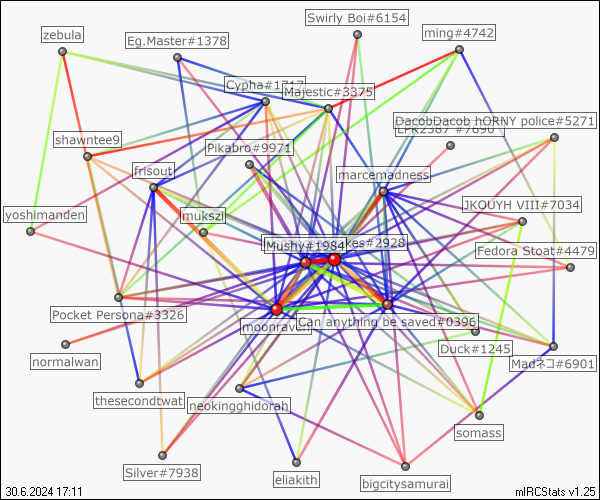 Swirly Boi#6154
zebula
ming#4742
Eg.Master#1378
Cypha#1717
Majestic#3375
DacobDacob hORNY police#5271
LPK2387 #7690
shawntee9
Pikabro#9971
frisout
marcemadness
yoshimanden
mukszi
JKOUYH VIII#7034
Mushy#1984
kes#2928
Fedora Stoat#4479
Pocket Persona#3326
moonraven
Can anything be saved#0396
normalwan
Duck#1245
Madネコ#6901
thesecondtwat
neokingghidorah
somass
Silver#7938
eliakith
bigcitysamurai
30.6.2024 17:11
mIRCStats v1.25